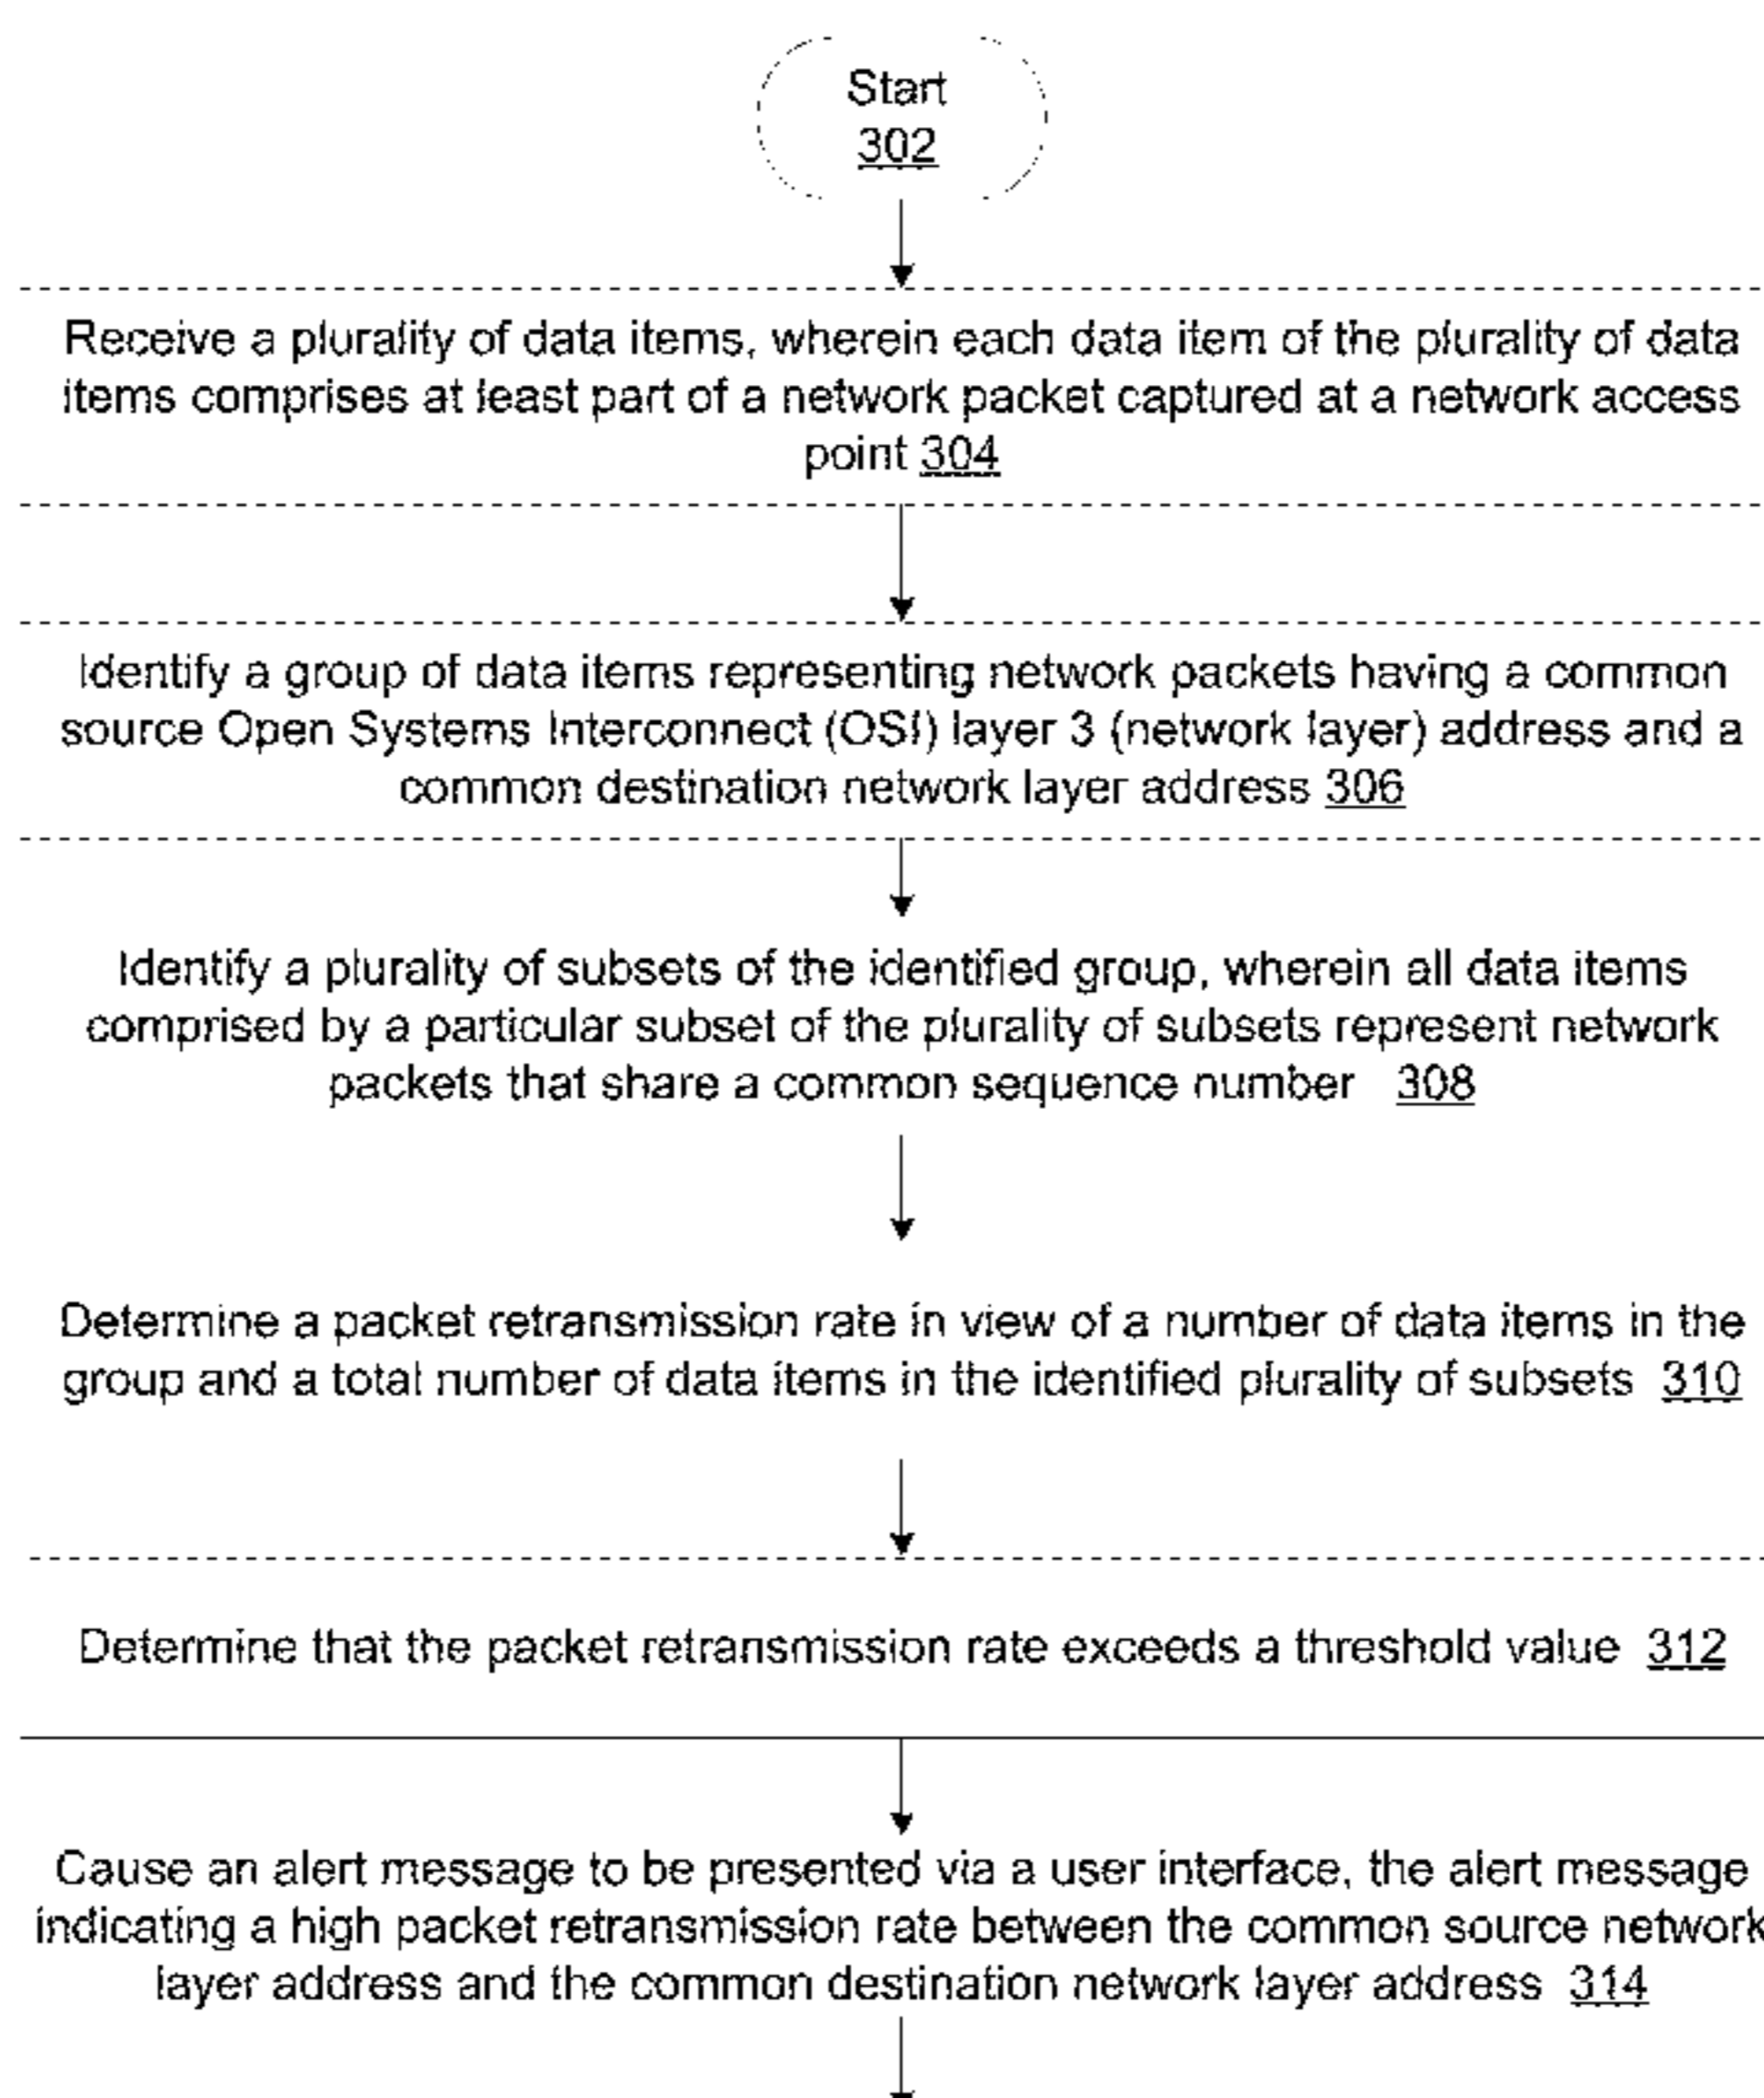 Start
302
Receive a plurality of data items, wherein each data item of the plurality of data
items comprises at least part of a network packet captured at a network access
point 304
Identify a group of data items representing network packets having a common
source Open Systems Interconnect (OSI) layer 3 (network layer) address and a
common destination network layer address 306
Identify a plurality of subsets of the identified group, wherein all data items
comprised by a particular subset of the plurality of subsets represent network
packets that share a common sequence number 308
Determine a packet retransmission rate in view of a number of data items in the
group and a total number of data items in the identified plurality of subsets 310
Determine that the packet retransmission rate exceeds a threshold value 312
Cause an alert message to be presented via a user interface, the alert message
indicating a high packet retransmission rate between the common source network
layer address and the common destination network layer address 314